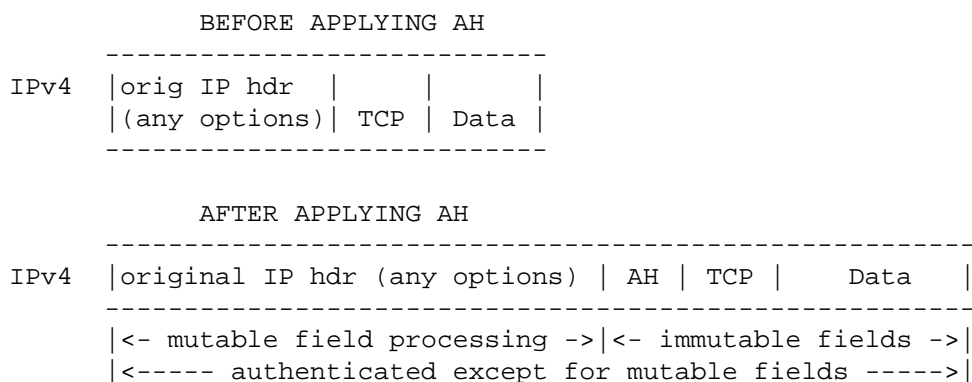 BEFORE APPLYING AH
----------------------------
IPv4 |orig IP hdr | | |
|(any options)| TCP | Data |
----------------------------
AFTER APPLYING AH
-------------------------------------------------------
IPv4 |original IP hdr (any options) | AH | TCP | Data |
-------------------------------------------------------
|<- mutable field processing ->|<- immutable fields ->|
|<----- authenticated except for mutable fields ----->|